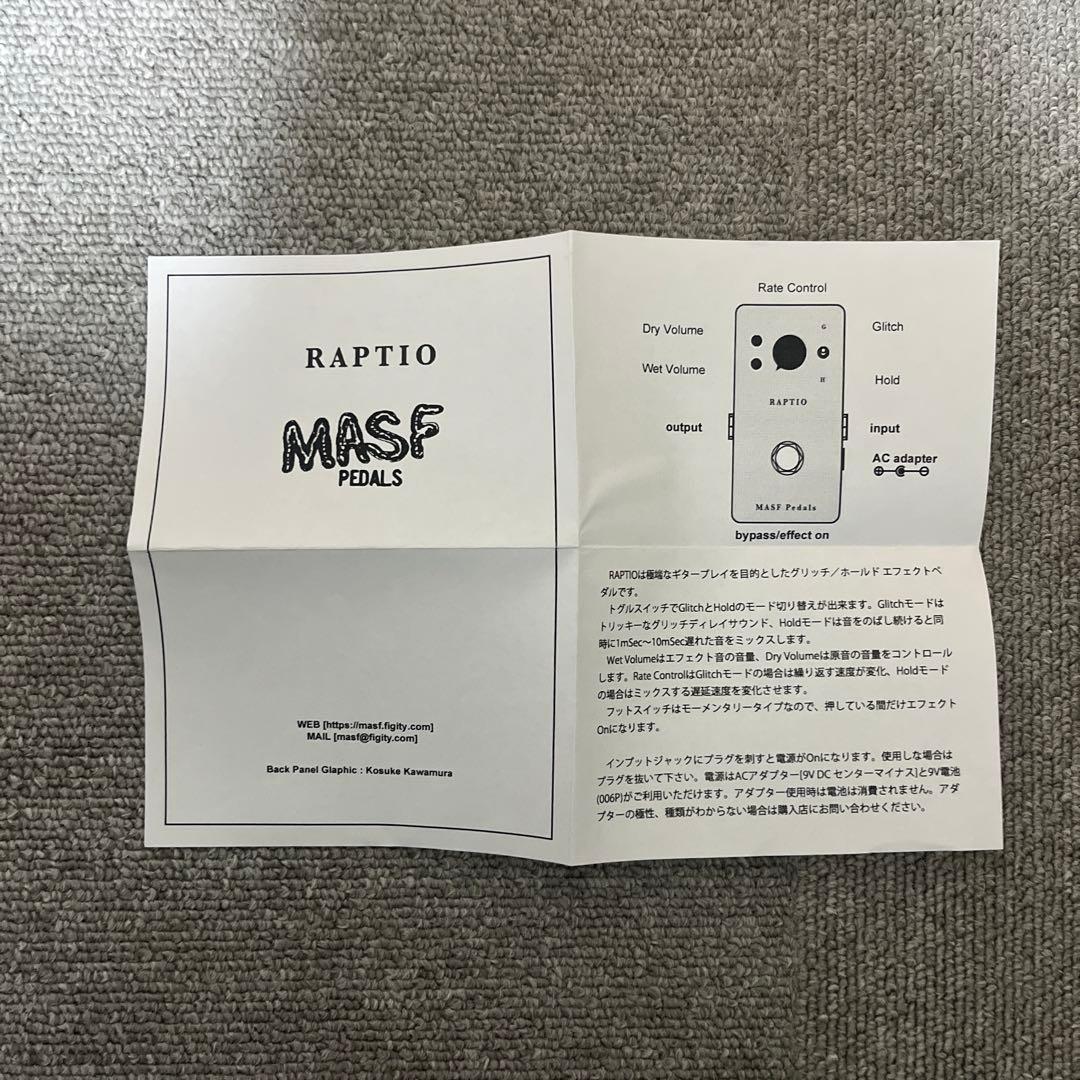 RAPTIO
MASF
PEDALS
WEB [https://masf.figity.com]
MAIL [masf@figity.com]
Back Panel Glaphic : Kosuke Kawamura
Rate Control
Dry Volume
Glitch
Wet Volume
Hold
G
H
RAPTIO
output
input
AC adapter
MASF Pedals
bypass/effect on
RAPTIOは極端なギタープレイを目的としたグリッチ／ホールド エフェクトペ
ダルです。
トグルスイッチでGlitchとHoldのモード切り替えが出来ます。Glitchモードは
トリッキーなグリッチディレイサウンド、Holdモードは音をのばし続けると同
時に1mSec～10mSec遅れた音をミックスします。
Wet Volumeはエフェクト音の音量、Dry Volumeは原音の音量をコントロール
します。Rate ControlはGlitchモードの場合は繰り返す速度が変化、Holdモード
の場合はミックスする遅延速度を変化させます。
フットスイッチはモーメンタリータイプなので、押している間だけエフェクト
Onになります。
インプットジャックにプラグを刺すと電源がOnになります。使用しな場合は
プラグを抜いて下さい。電源はACアダプター[9V DC センターマイナス]と9V電池
(006P)がご利用いただけます。アダプター使用時は電池は消費されません。アダ
プターの極性、種類がわからない場合は購入店にお問い合わせください。